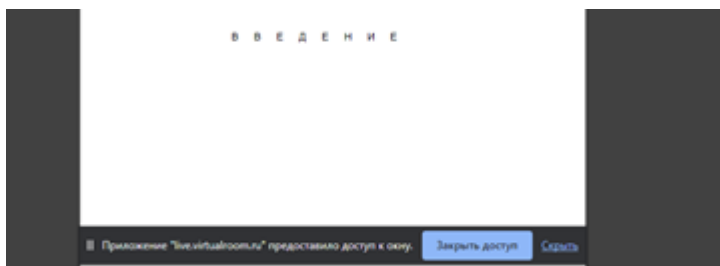 В В Е Д Е Н И Е
Приложение "live.virtualroom.ru" предоставило доступ к окну. Закрыть доступ Скрыть